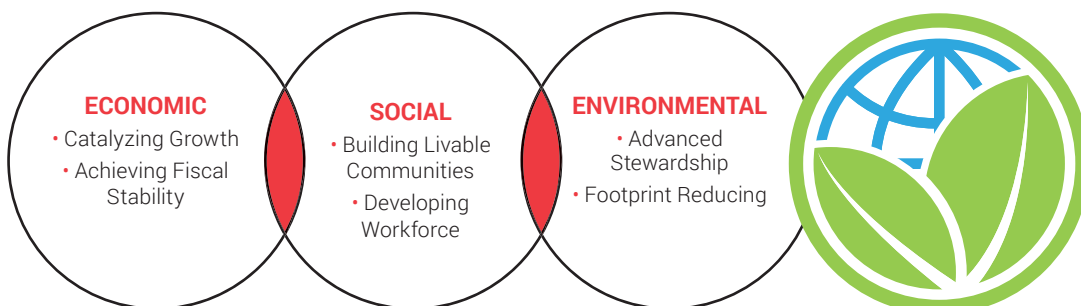 ECONOMIC
• Catalyzing Growth
• Achieving Fiscal
Stability
SOCIAL
• Building Livable
Communities
• Developing
Workforce
ENVIRONMENTAL
• Advanced
Stewardship
• Footprint Reducing